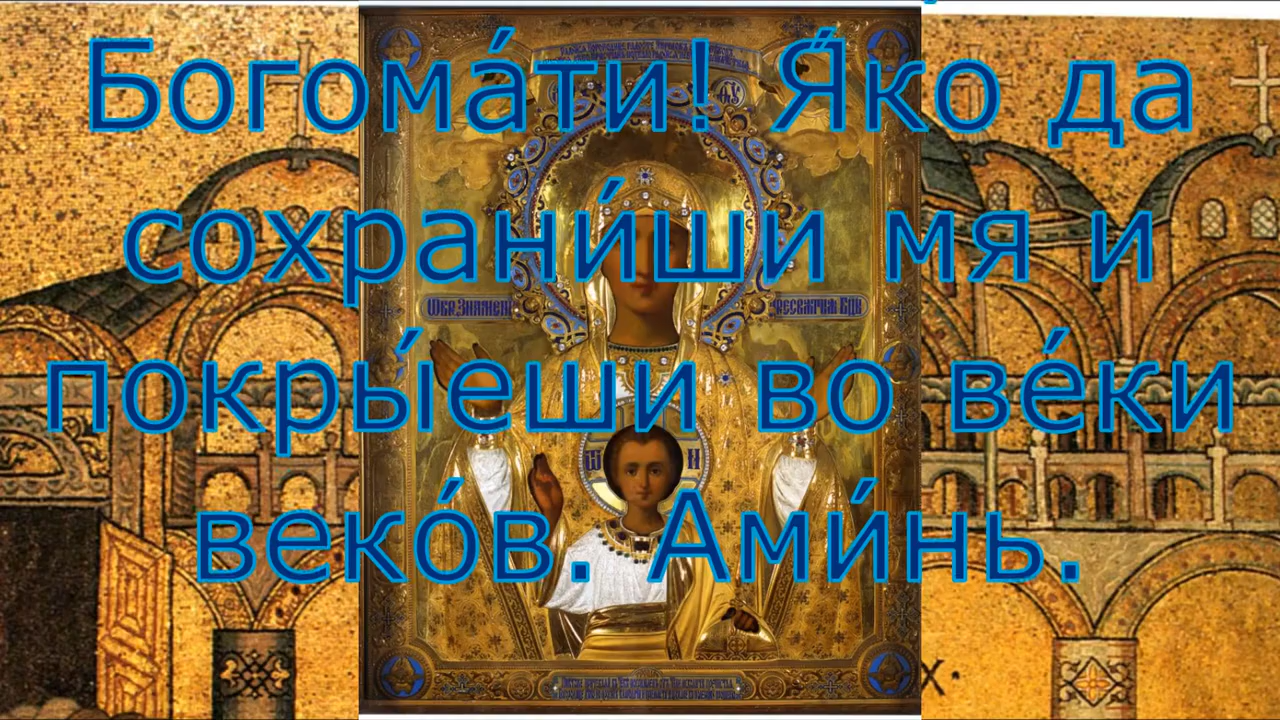 Богома́ти! Я́ко да
сохрани́ши мя и
покры́еши во ве́ки
веко́в. Ами́нь.